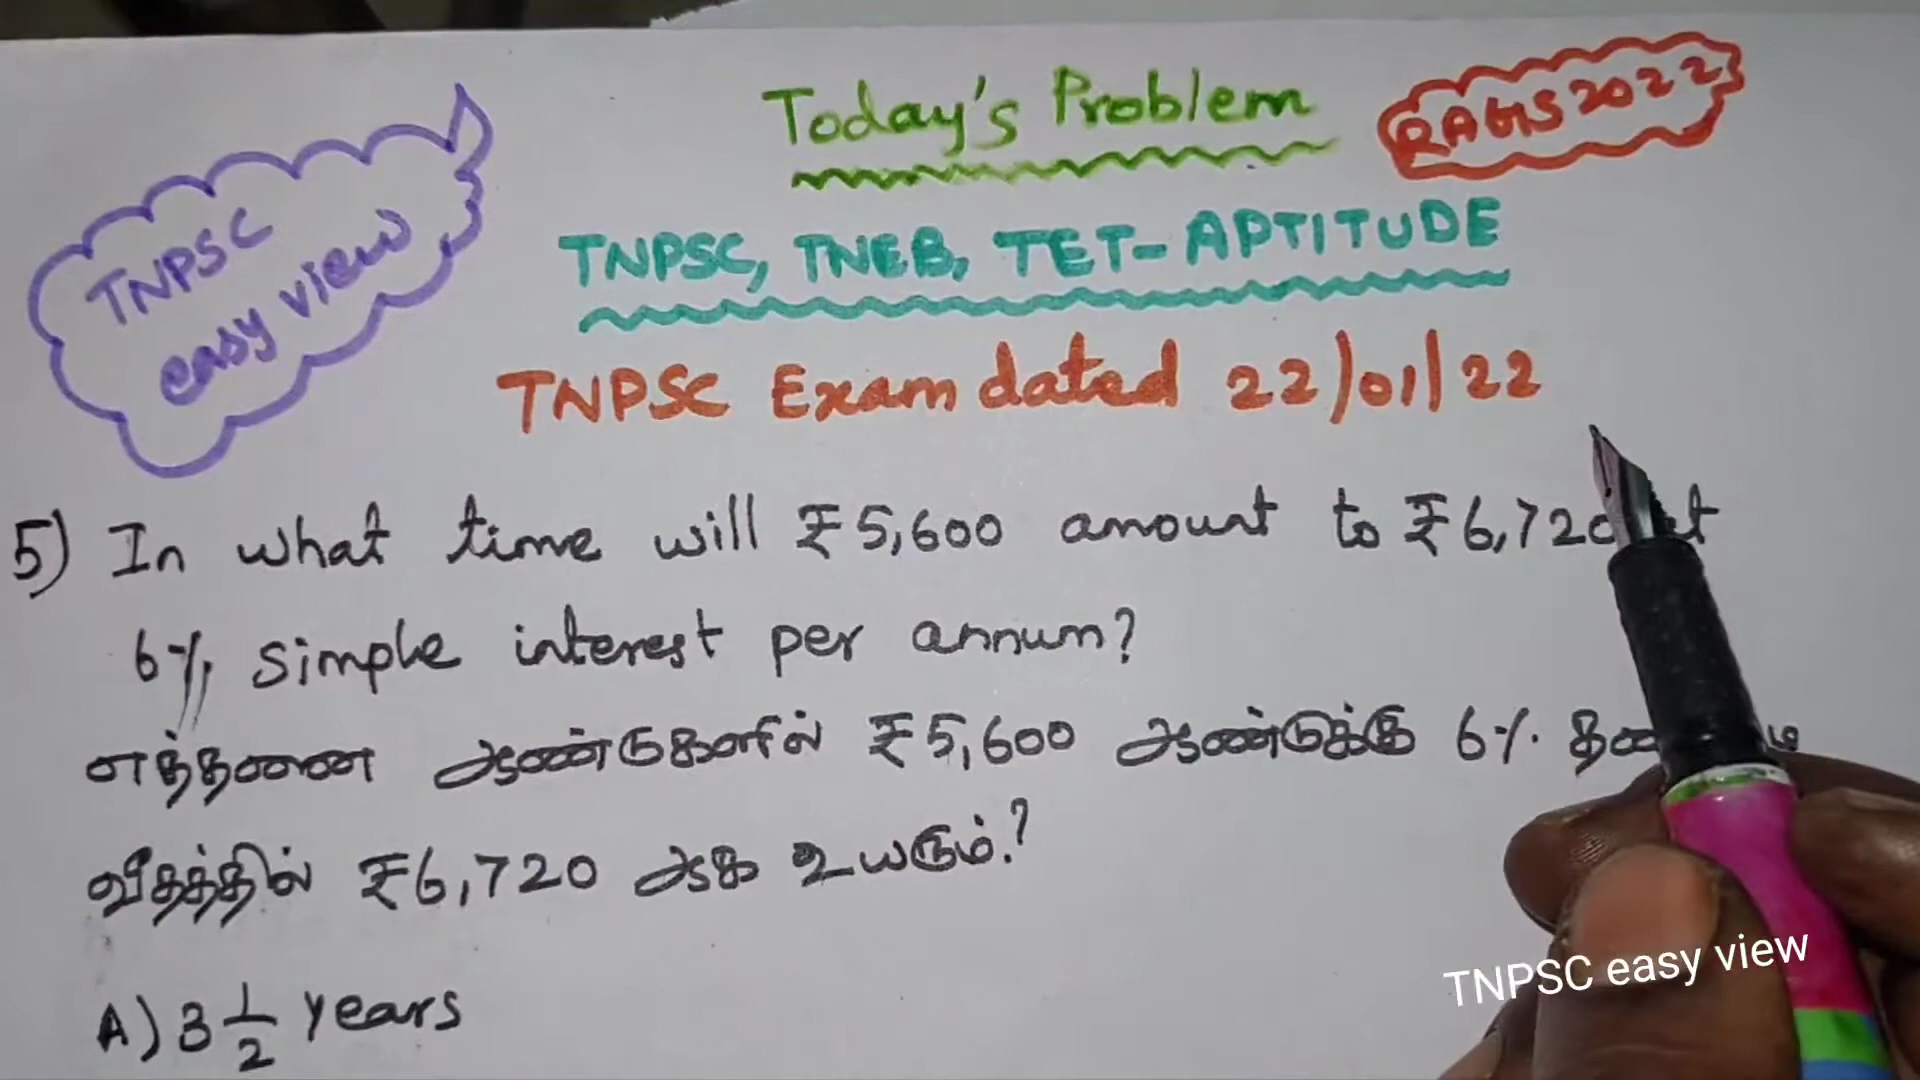 Today's Problem
RAGIS 2022
TNPSC
easy view
TNPSC, TNEB, TET-APTITUDE
TNPSC Exam dated 22/01/22
5) In what time will ₹5,600 amount to ₹6,720
6% simple interest per annum?
எத்தனை ஆண்டுகளில் ₹5,600 ஆண்டுக்கு 6%
வீதத்தில் ₹6,720 ஆக உயரும்?
A) 3 1/2 years
TNPSC easy view